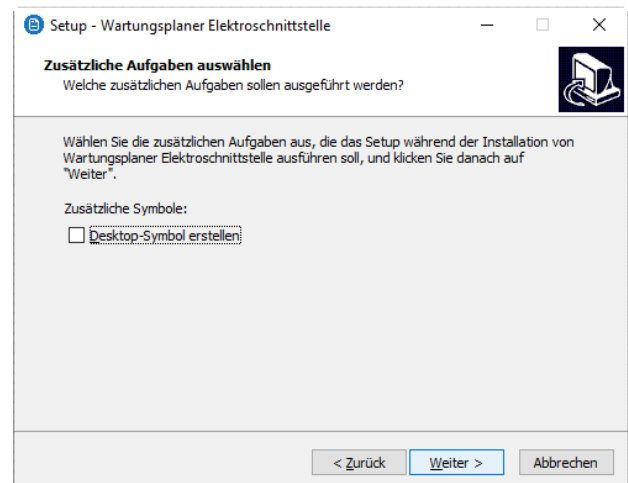 Setup - Wartungsplaner Elektroschnittstelle
Zusätzliche Aufgaben auswählen
Welche zusätzlichen Aufgaben sollen ausgeführt werden?
Wählen Sie die zusätzlichen Aufgaben aus, die das Setup während der Installation von
Wartungsplaner Elektroschnittstelle ausführen soll, und klicken Sie danach auf
"Weiter".
Zusätzliche Symbole:
Desktop-Symbol erstellen
< Zurück Weiter > Abbrechen